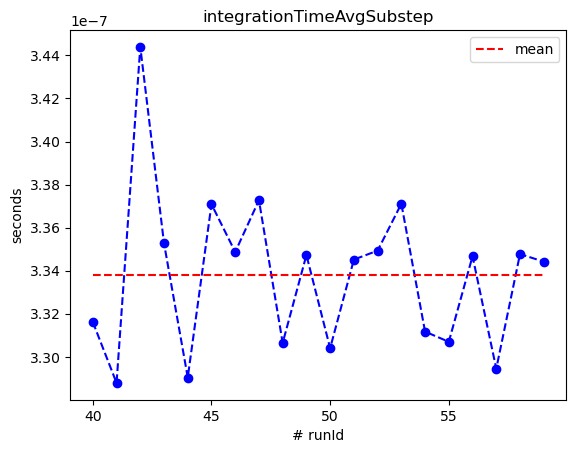 integrationTimeAvgSubstep
1e−7
mean
3.44
3.42
3.40
3.38
3.36
3.34
3.32
3.30
seconds
40
45
50
55
# runId